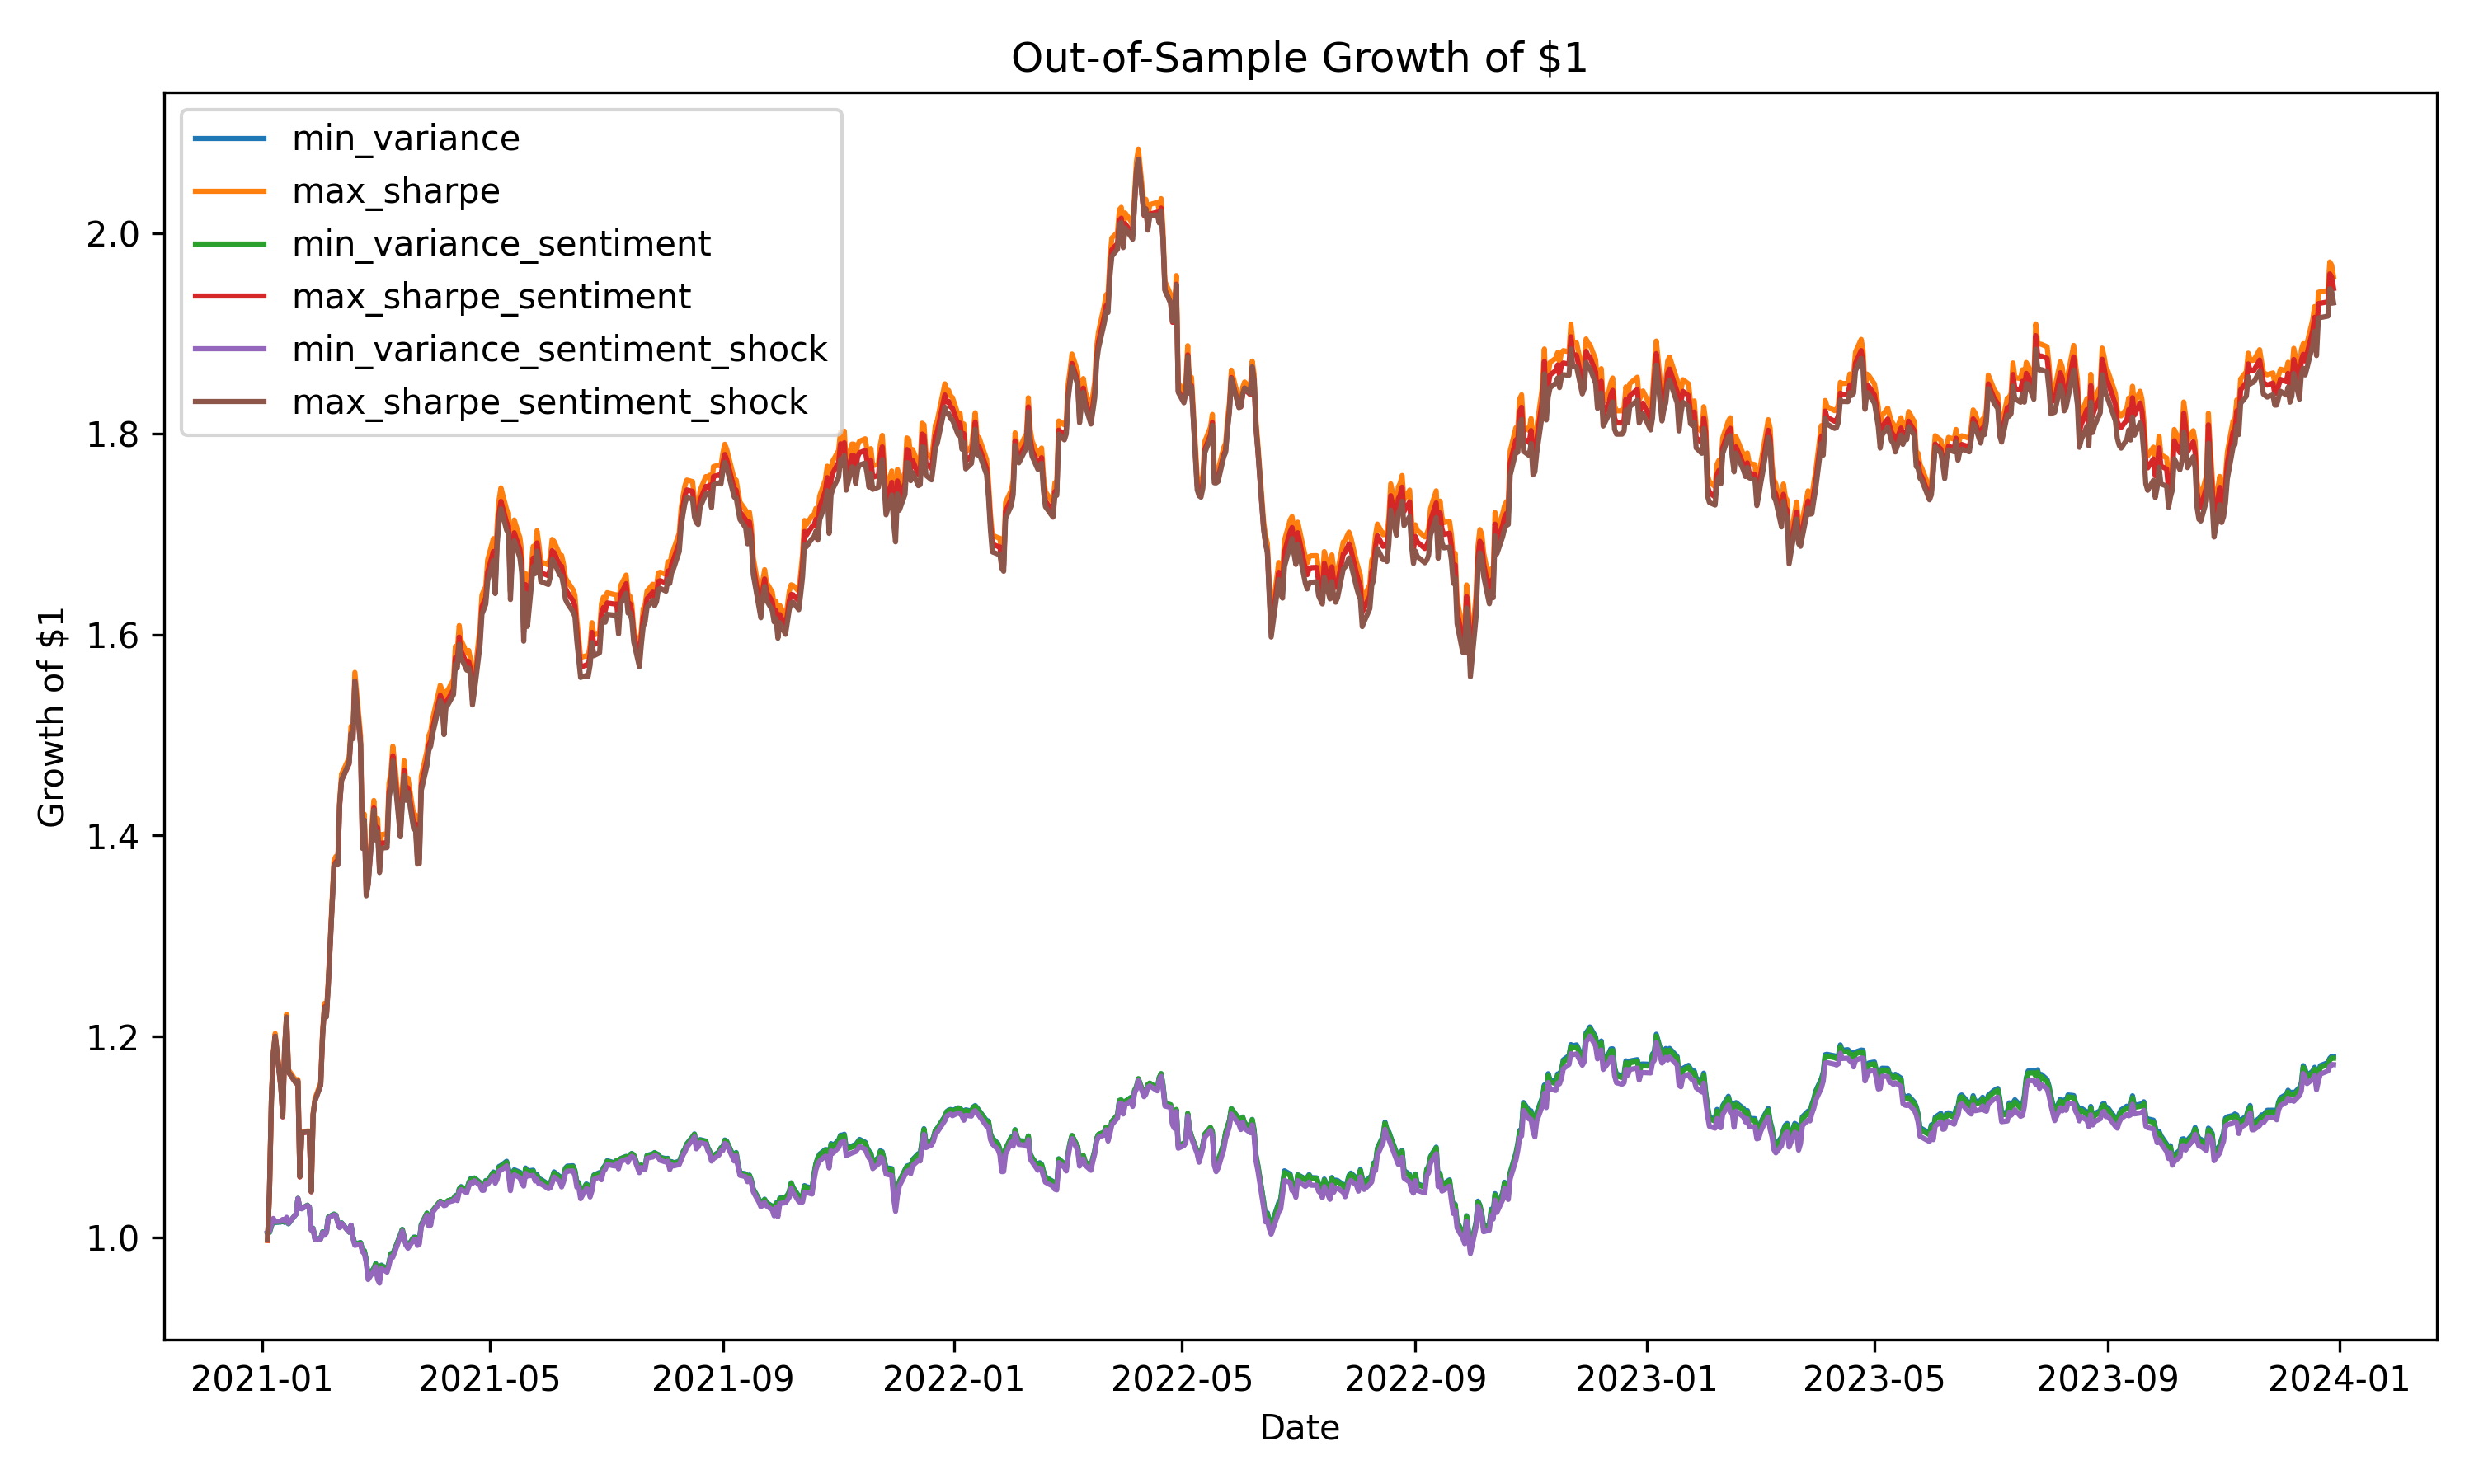 Out-of-Sample Growth of $1
min_variance
max_sharpe
min_variance_sentiment
max_sharpe_sentiment
min_variance_sentiment_shock
max_sharpe_sentiment_shock
Growth of $1
2.0
1.8
1.6
1.4
1.2
1.0
2021-01 2021-05 2021-09 2022-01 2022-05 2022-09 2023-01 2023-05 2023-09 2024-01
Date